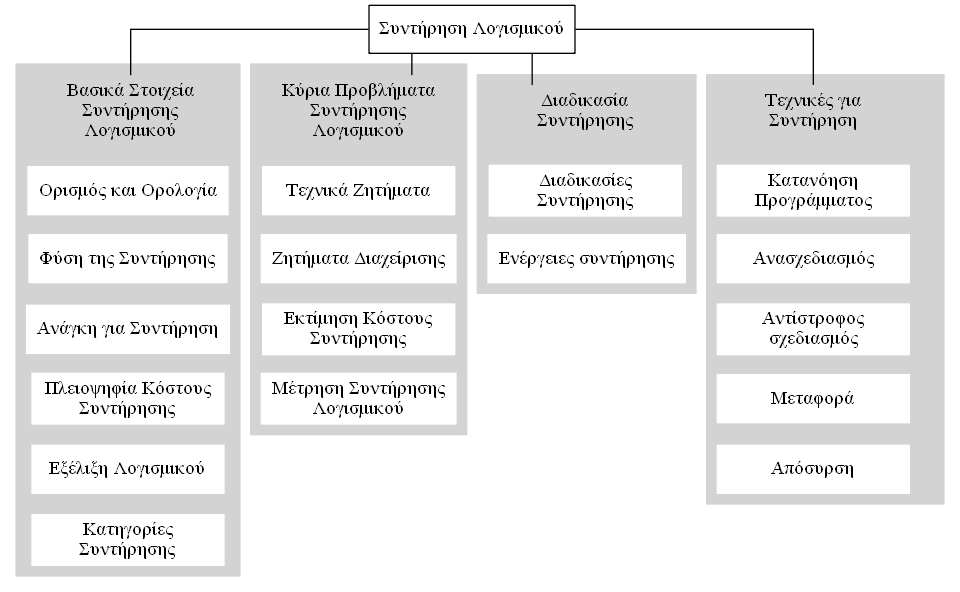 Συντήρηση Λογισμικού
Βασικά Στοιχεία
Συντήρησης
Λογισμικού
Ορισμός και Ορολογία
Φύση της Συντήρησης
Ανάγκη για Συντήρηση
Πλειοψηφία Κόστους
Συντήρησης
Εξέλιξη Λογισμικού
Κατηγορίες
Συντήρησης
Κύρια Προβλήματα
Συντήρησης
Λογισμικού
Τεχνικά Ζητήματα
Ζητήματα Διαχείρισης
Εκτίμηση Κόστους
Συντήρησης
Μέτρηση Συντήρησης
Λογισμικού
Διαδικασία
Συντήρησης
Διαδικασίες
Συντήρησης
Ενέργειες συντήρησης
Τεχνικές για
Συντήρηση
Κατανόηση
Προγράμματος
Ανασχεδιασμός
Αντίστροφος
σχεδιασμός
Μεταφορά
Απόσυρση